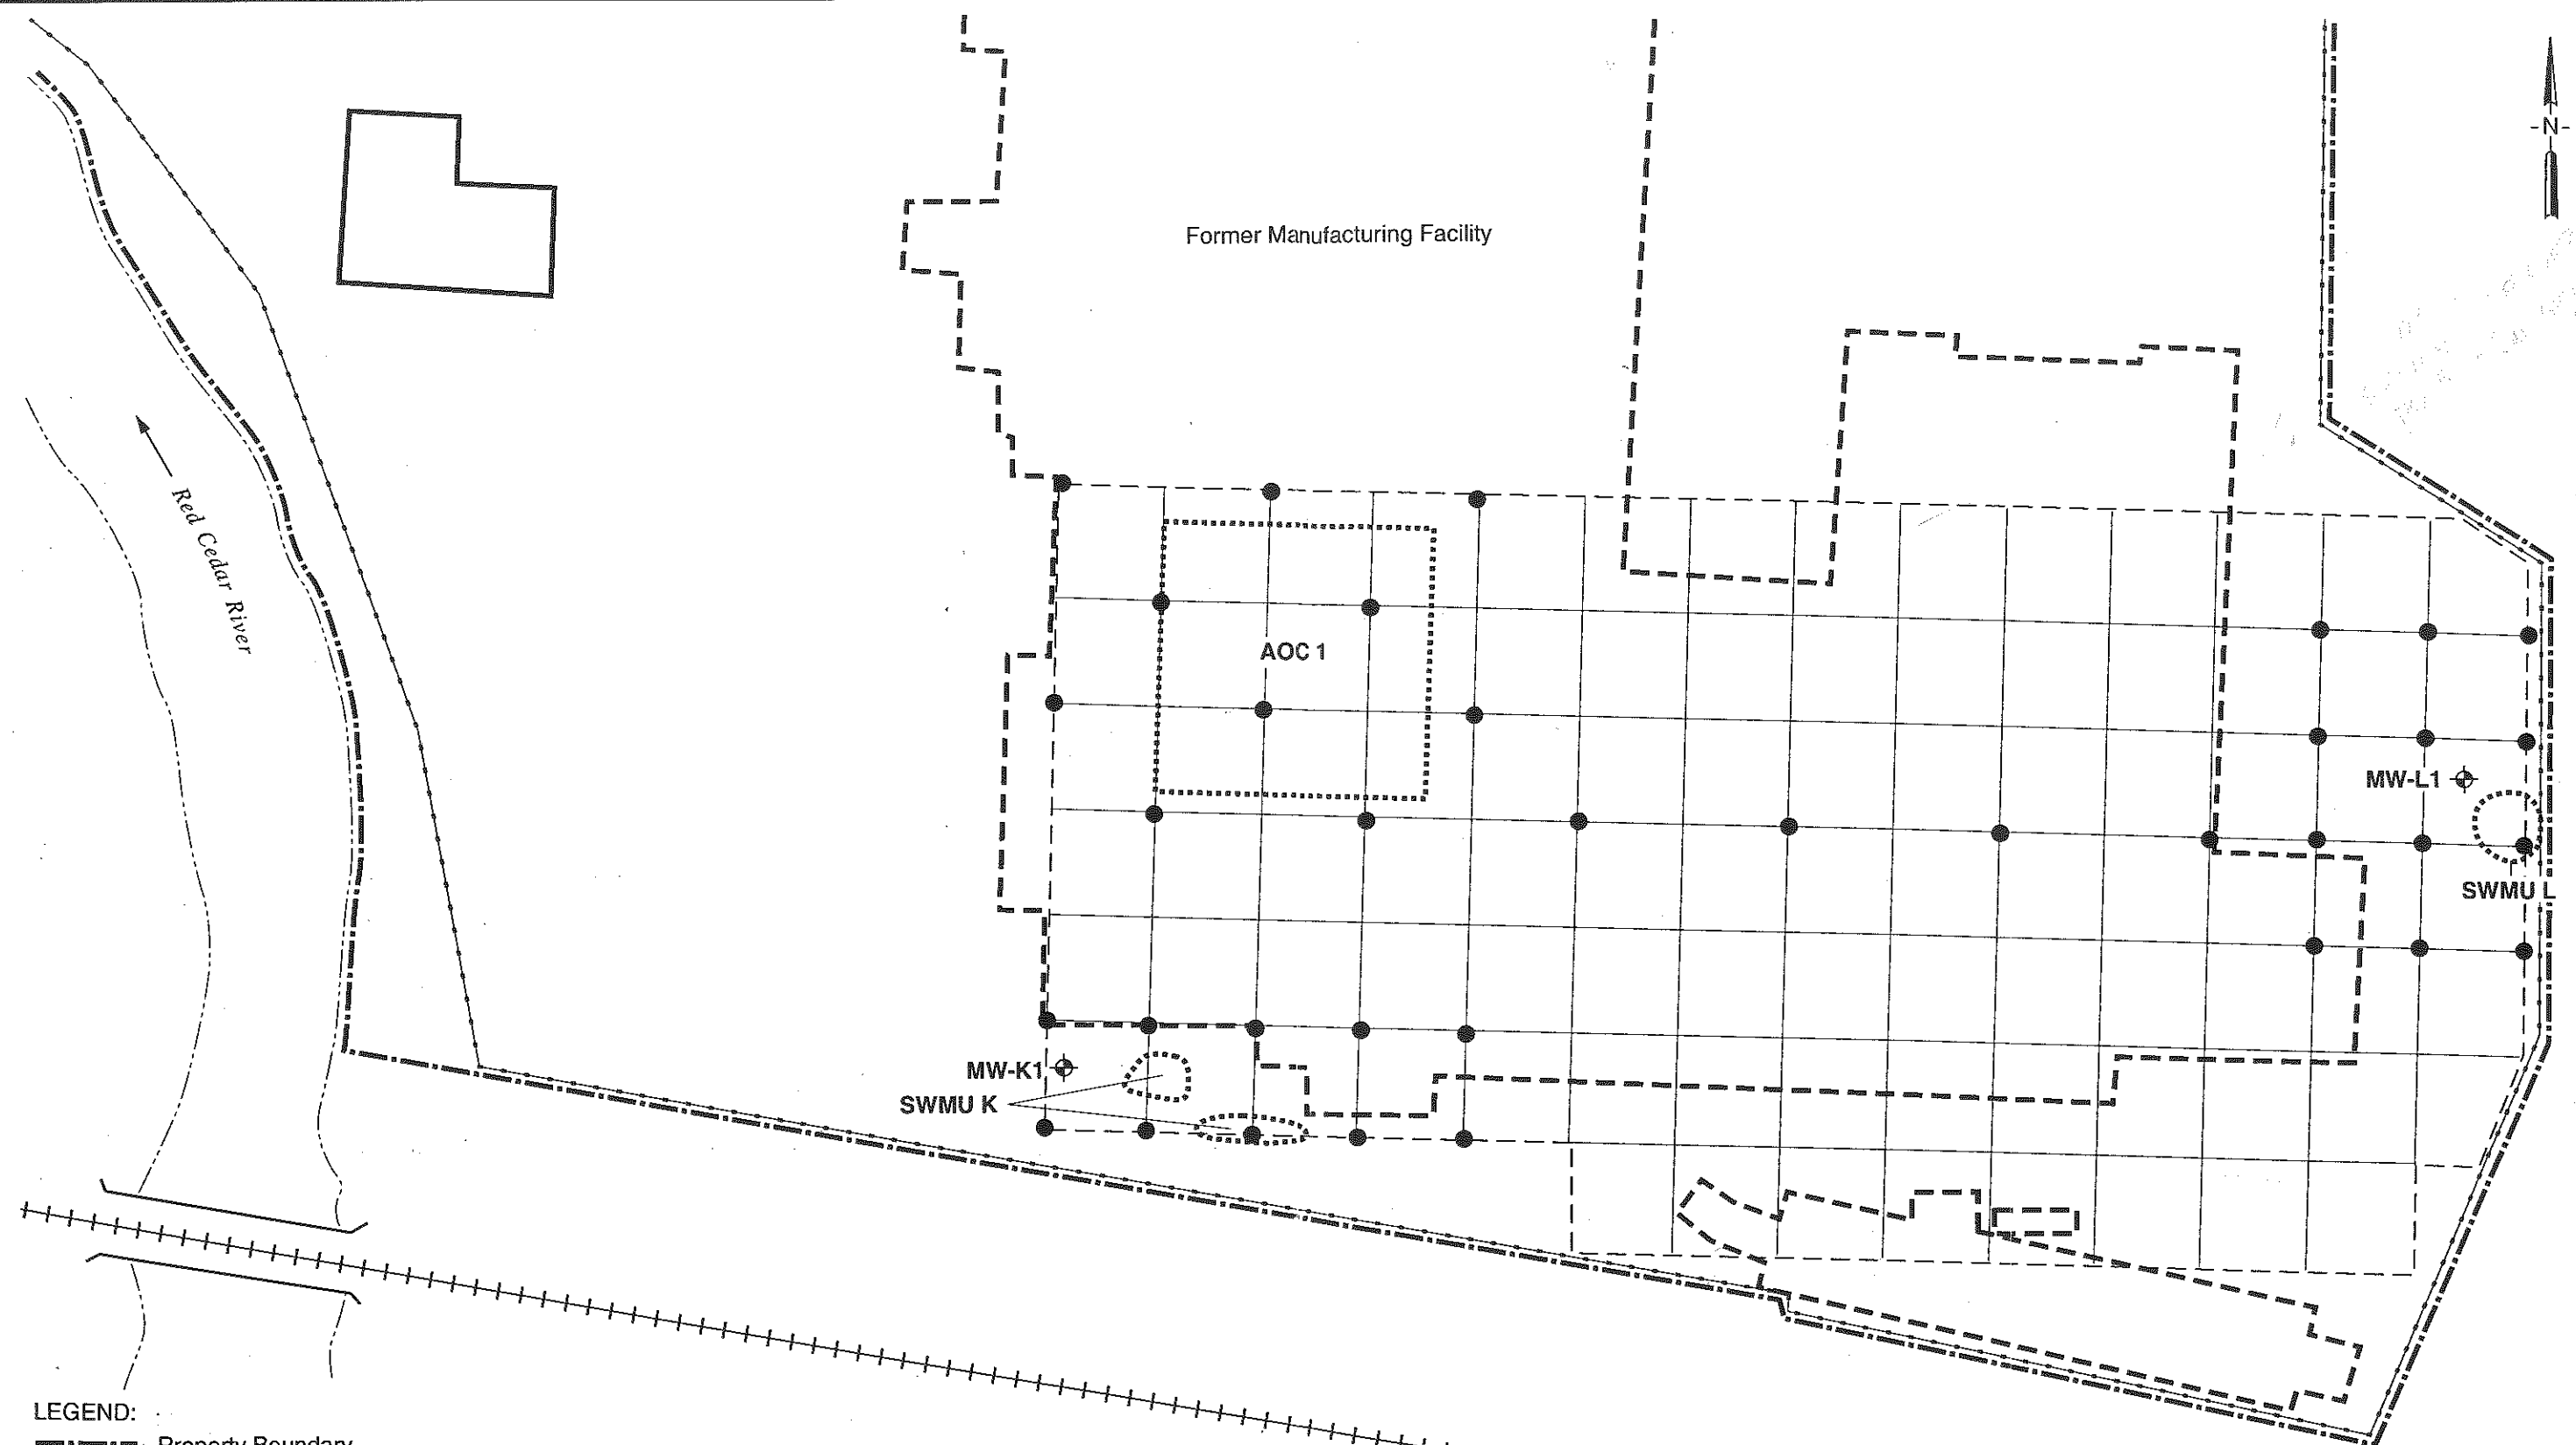 -N-
Former Manufacturing Facility
Red Cedar River
AOC 1
MW-L1
SWMU L
MW-K1
SWMU K
LEGEND:
Property Boundary